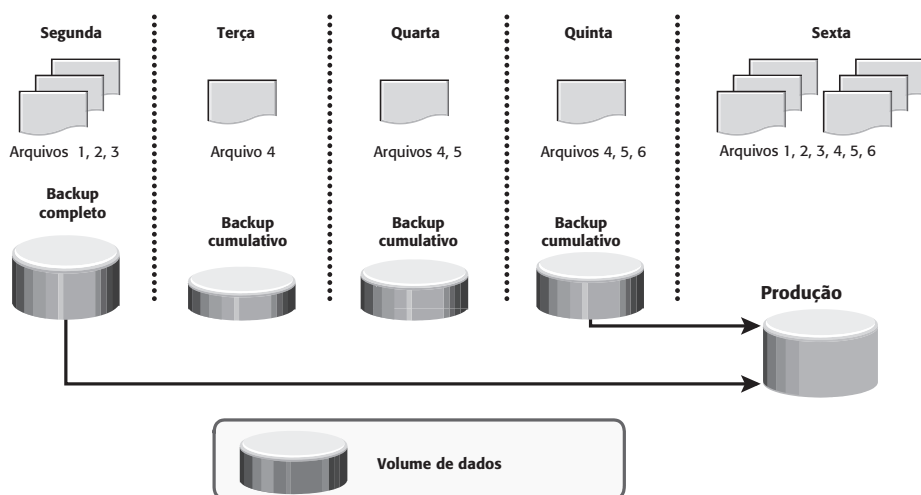 Segunda
Terça
Quarta
Quinta
Sexta
Arquivos 1, 2, 3
Arquivo 4
Arquivos 4, 5
Arquivos 4, 5, 6
Arquivos 1, 2, 3, 4, 5, 6
Backup
completo
Backup
cumulativo
Backup
cumulativo
Backup
cumulativo
Produção
Volume de dados